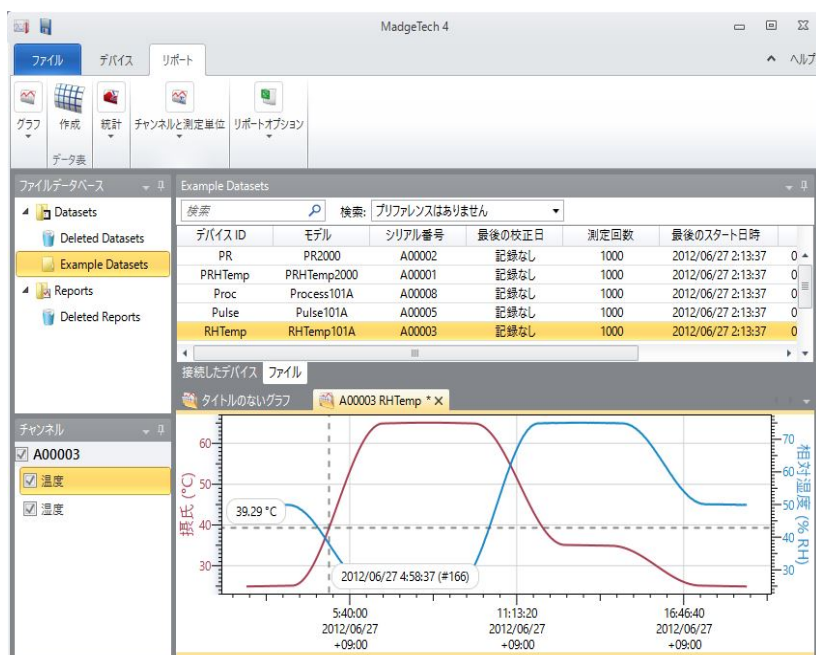 MadgeTech 4
ファイル
デバイス
リポート
ヘルプ
グラフ
作成
統計
チャンネルと測定単位
リポートオプション
データ表
ファイルデータベース
Datasets
Deleted Datasets
Example Datasets
Reports
Deleted Reports
Example Datasets
検索
検索: プリファレンスはありません
デバイス ID モデル シリアル番号 最後の校正日 測定回数 最後のスタート日時
PR PR2000 A00002 記録なし 1000 2012/06/27 2:13:37 0
PRHTemp PRHTemp2000 A00001 記録なし 1000 2012/06/27 2:13:37 0
Proc Process101A A00008 記録なし 1000 2012/06/27 2:13:37 0
Pulse Pulse101A A00005 記録なし 1000 2012/06/27 2:13:37 0
RHTemp RHTemp101A A00003 記録なし 1000 2012/06/27 2:13:37 0
接続したデバイス ファイル
タイトルのないグラフ
A00003 RHTemp *
チャンネル
A00003
温度
湿度
摂氏 (°C)
60
50
40
30
39.29 °C
2012/06/27 4:58:37 (#166)
70
60
50
40
30
相対湿度 (% RH)
5:40:00
2012/06/27
+09:00
11:13:20
2012/06/27
+09:00
16:46:40
2012/06/27
+09:00